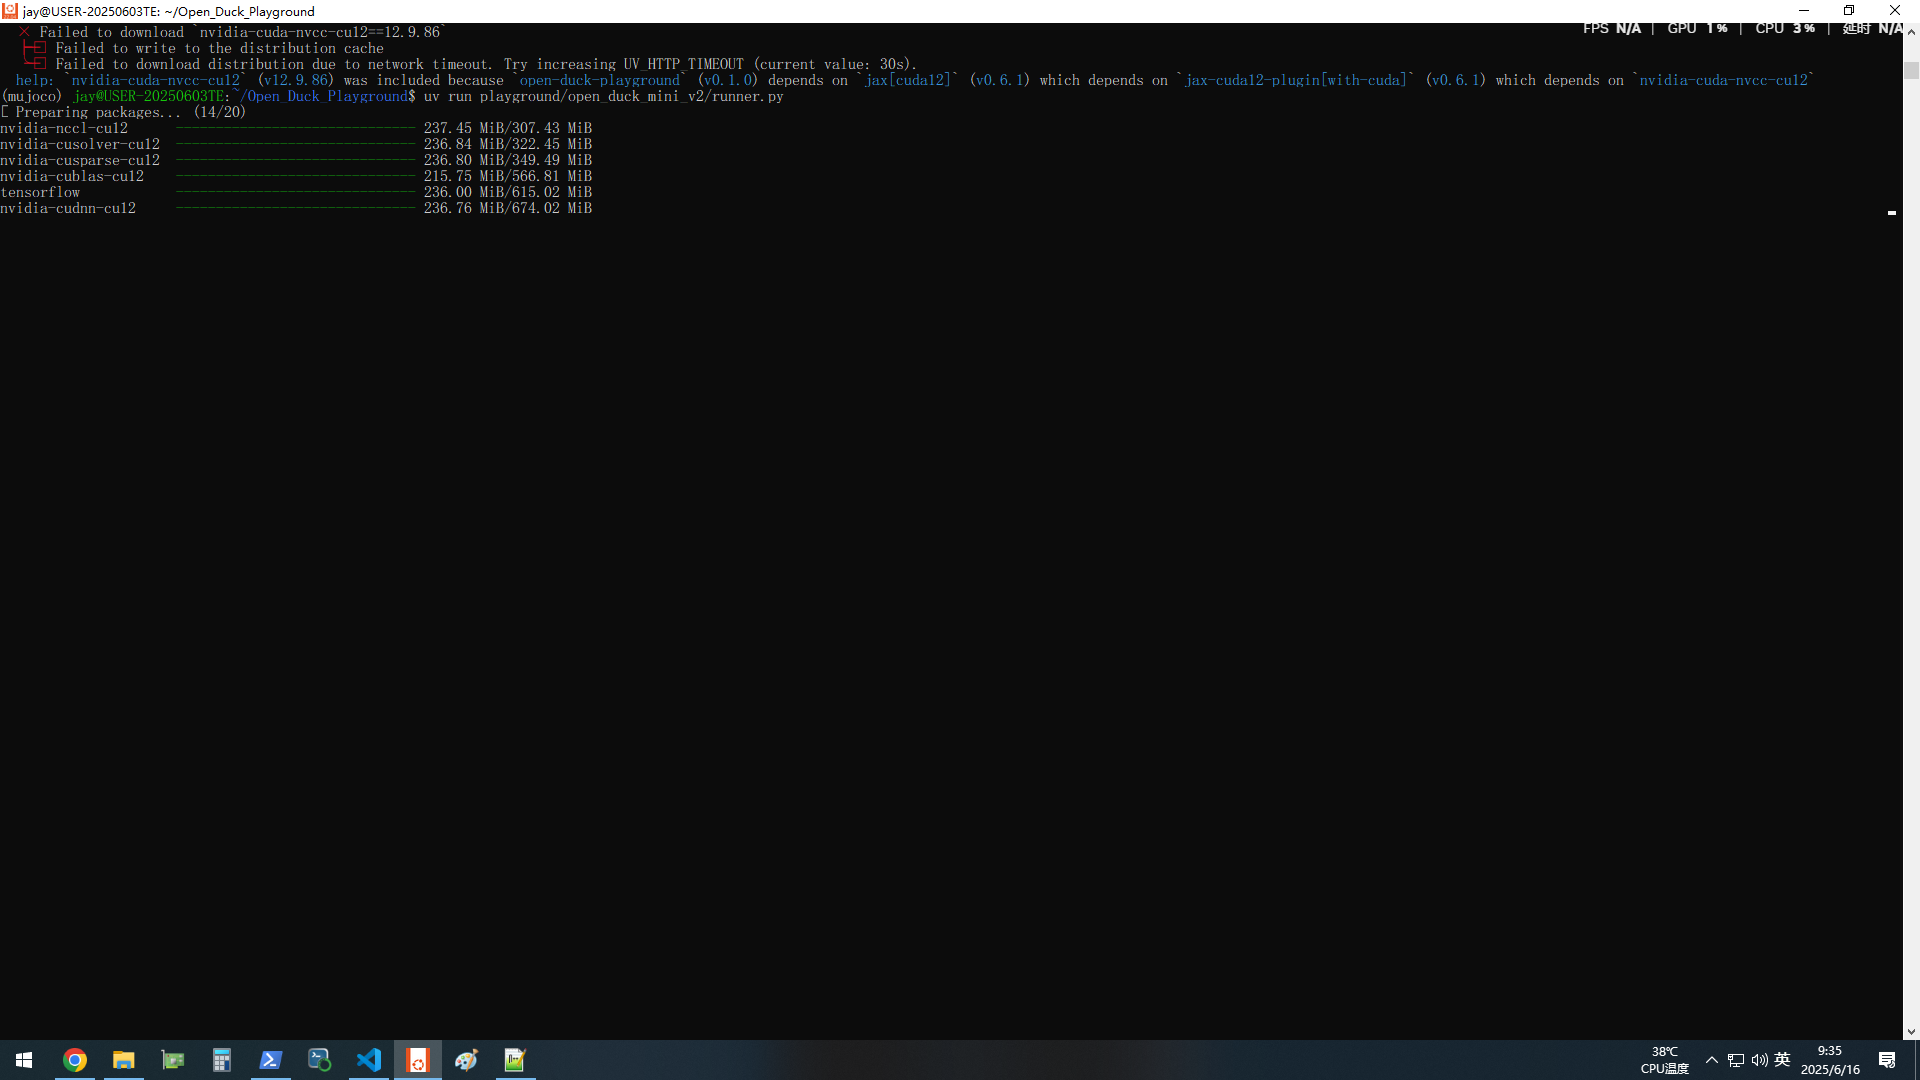 jay@USER-20250603TE: ~/Open_Duck_Playground
FPS N/A | GPU 1% | CPU 3% | 延时 N/A
× Failed to download `nvidia-cuda-nvcc-cu12==12.9.86`
Failed to write to the distribution cache
Failed to download distribution due to network timeout. Try increasing UV_HTTP_TIMEOUT (current value: 30s).
help: `nvidia-cuda-nvcc-cu12` (v12.9.86) was included because `open-duck-playground` (v0.1.0) depends on `jax[cuda12]` (v0.6.1) which depends on `jax-cuda12-plugin[with-cuda]` (v0.6.1) which depends on `nvidia-cuda-nvcc-cu12`
(mujoco) jay@USER-20250603TE:~/Open_Duck_Playground$ uv run playground/open_duck_mini_v2/runner.py
[ Preparing packages... (14/20)
nvidia-nccl-cu12 ------------------------------ 237.45 MiB/307.43 MiB
nvidia-cusolver-cu12 ------------------------------ 236.84 MiB/322.45 MiB
nvidia-cusparse-cu12 ------------------------------ 236.80 MiB/349.49 MiB
nvidia-cublas-cu12 ------------------------------ 215.75 MiB/566.81 MiB
tensorflow ------------------------------ 236.00 MiB/615.02 MiB
nvidia-cudnn-cu12 ------------------------------ 236.76 MiB/674.02 MiB
38℃
CPU温度
英
9:35
2025/6/16